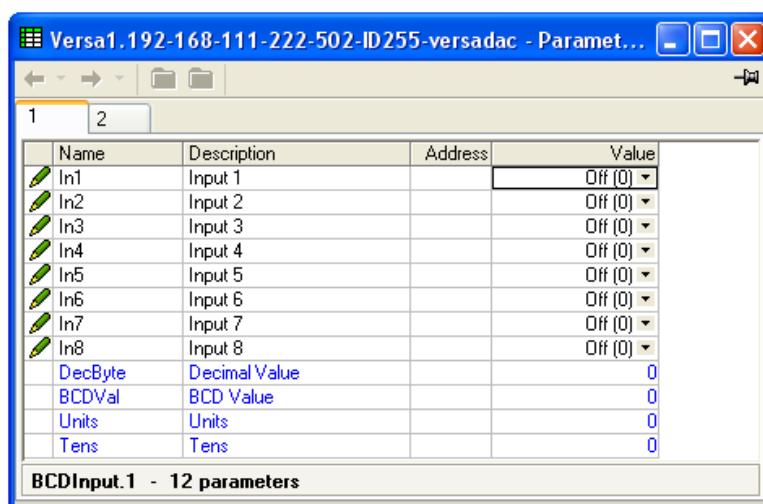 Versa1.192-168-111-222-502-ID255-versadac - Paramet...
1 2
Name Description Address Value
In1 Input 1 Off (0)
In2 Input 2 Off (0)
In3 Input 3 Off (0)
In4 Input 4 Off (0)
In5 Input 5 Off (0)
In6 Input 6 Off (0)
In7 Input 7 Off (0)
In8 Input 8 Off (0)
DecByte Decimal Value 0
BCDVal BCD Value 0
Units Units 0
Tens Tens 0
BCDInput.1 - 12 parameters